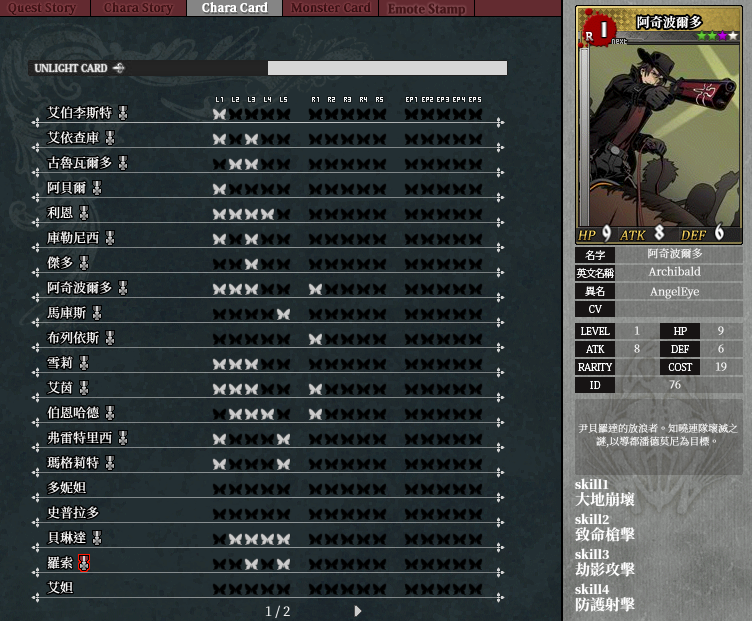 Quest Story Chara Story Chara Card Monster Card Emote Stamp
UNLIGHT CARD
L1 L2 L3 L4 L5 R1 R2 R3 R4 R5 EP1 EP2 EP3 EP4 EP5
艾伯李斯特
艾依查庫
古魯瓦爾多
阿貝爾
利恩
庫勒尼西
傑多
阿奇波爾多
馬庫斯
布列依斯
雪莉
艾茵
伯恩哈德
弗雷特里西
瑪格莉特
多妮妲
史普拉多
貝琳達
羅索
艾妲
1 / 2
R 1 阿奇波爾多
next
HP 9 ATK 8 DEF 6
名字 阿奇波爾多
英文名稱 Archibald
異名 AngelEye
CV
LEVEL 1 HP 9
ATK 8 DEF 6
RARITY COST 19
ID 76
尹貝羅達的放浪者。知曉連隊壞滅之
謎,以導都潘德莫尼為目標。
skill1
大地崩壞
skill2
致命槍擊
skill3
劫影攻擊
skill4
防護射擊